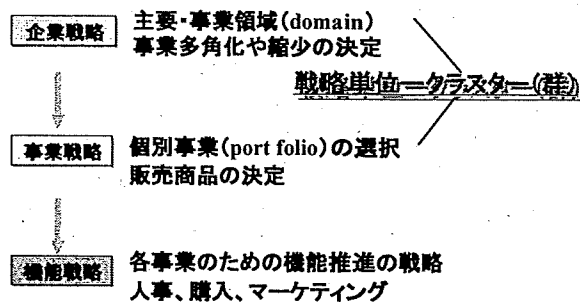 企業戦略
主要・事業領域(domain)
事業多角化や縮少の決定
戦略単位―クラスター(群)
事業戦略
個別事業(port folio)の選択
販売商品の決定
機能戦略
各事業のための機能推進の戦略
人事、購入、マーケティング